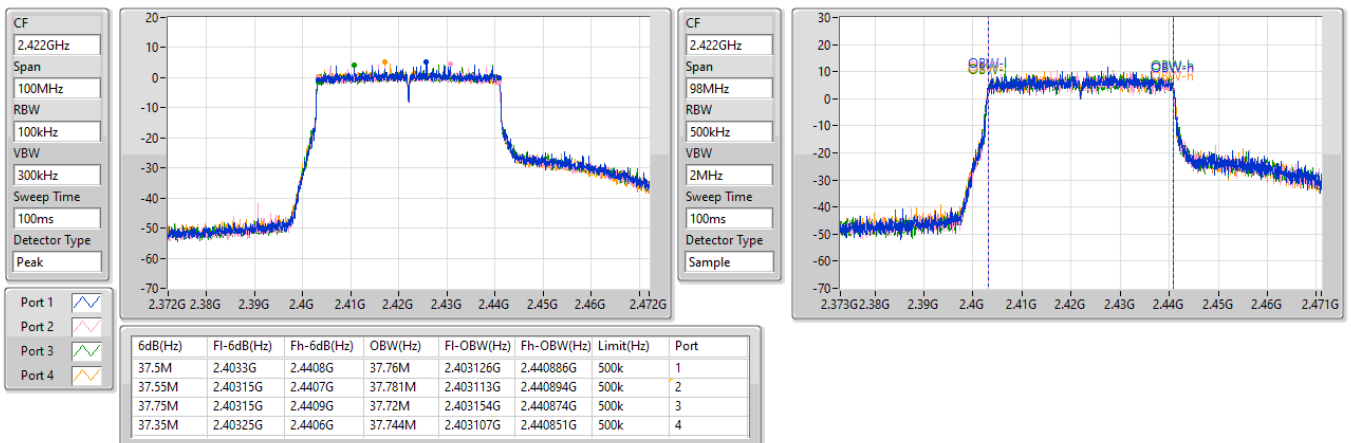 CF
2.422GHz
Span
100MHz
RBW
100kHz
VBW
300kHz
Sweep Time
100ms
Detector Type
Peak
20
10
0
-10
-20
-30
-40
-50
-60
-70
2.372G 2.38G 2.39G 2.4G 2.41G 2.42G 2.43G 2.44G 2.45G 2.46G 2.472G
CF
2.422GHz
Span
98MHz
RBW
500kHz
VBW
2MHz
Sweep Time
100ms
Detector Type
Sample
30
20
10
0
-10
-20
-30
-40
-50
-60
-70
OBW-l OBW-h
OBW-h
2.373G 2.38G 2.39G 2.4G 2.41G 2.42G 2.43G 2.44G 2.45G 2.46G 2.471G
Port 1
Port 2
Port 3
Port 4
6dB(Hz) Fl-6dB(Hz) Fh-6dB(Hz) OBW(Hz) Fl-OBW(Hz) Fh-OBW(Hz) Limit(Hz) Port
37.5M 2.4033G 2.4408G 37.76M 2.403126G 2.440886G 500k 1
37.55M 2.40315G 2.4407G 37.781M 2.403113G 2.440894G 500k 2
37.75M 2.40315G 2.4409G 37.72M 2.403154G 2.440874G 500k 3
37.35M 2.40325G 2.4406G 37.744M 2.403107G 2.440851G 500k 4